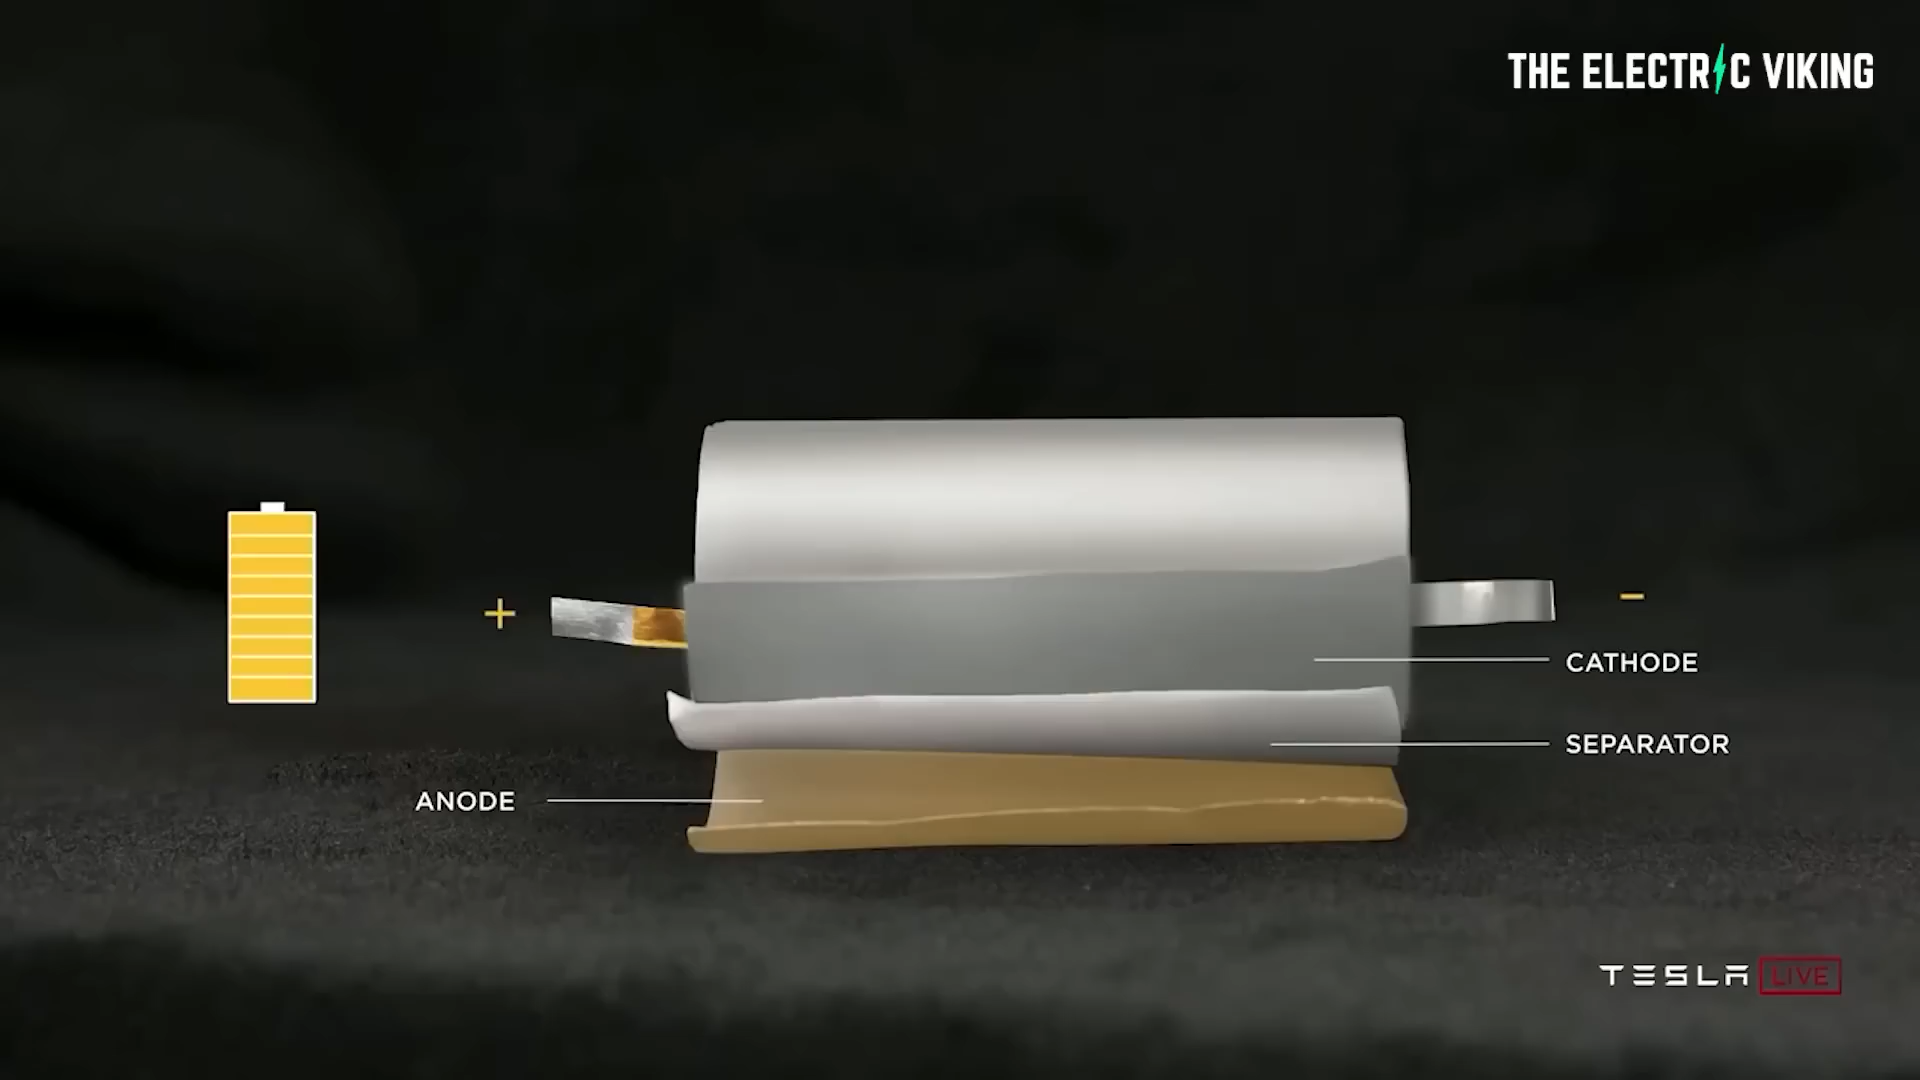 THE ELECTRIC VIKING
+
-
CATHODE
SEPARATOR
ANODE
TESLA LIVE